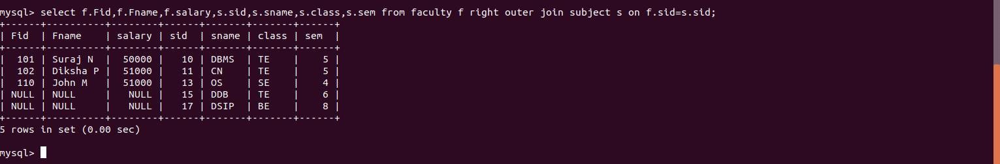 mysql> select f.Fid,f.Fname,f.salary,s.sid,s.sname,s.class,s.sem from faculty f right outer join subject s on f.sid=s.sid;
+------+----------+--------+------+-------+-------+------+
| Fid  | Fname    | salary | sid  | sname | class | sem  |
+------+----------+--------+------+-------+-------+------+
|  101 | Suraj N  |  50000 |   10 | DBMS  | TE    |    5 |
|  102 | Diksha P |  51000 |   11 | CN    | TE    |    5 |
|  110 | John M   |  51000 |   13 | OS    | SE    |    4 |
| NULL | NULL     |   NULL |   15 | DDB   | TE    |    6 |
| NULL | NULL     |   NULL |   17 | DSIP  | BE    |    8 |
+------+----------+--------+------+-------+-------+------+
5 rows in set (0.00 sec)
mysql>